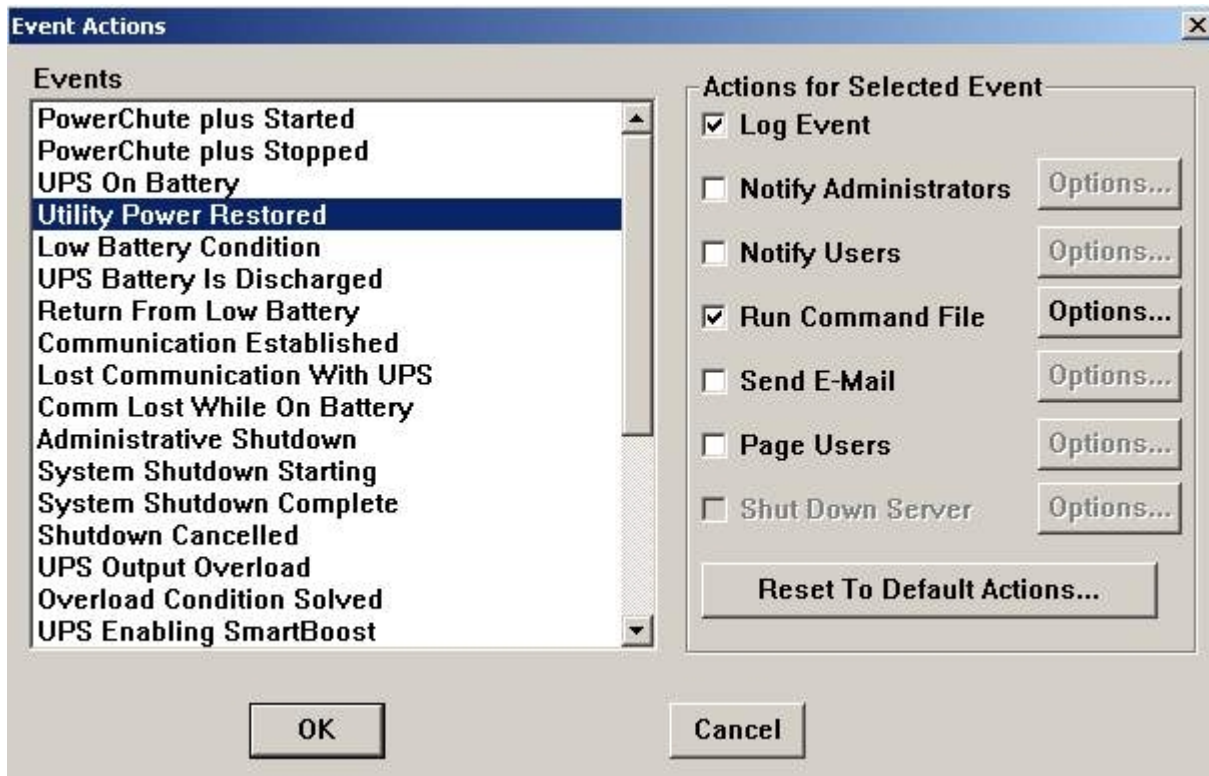 Event Actions
Events
PowerChute plus Started
PowerChute plus Stopped
UPS On Battery
Utility Power Restored
Low Battery Condition
UPS Battery Is Discharged
Return From Low Battery
Communication Established
Lost Communication With UPS
Comm Lost While On Battery
Administrative Shutdown
System Shutdown Starting
System Shutdown Complete
Shutdown Cancelled
UPS Output Overload
Overload Condition Solved
UPS Enabling SmartBoost
Actions for Selected Event
Log Event
Notify Administrators Options...
Notify Users Options...
Run Command File Options...
Send E-Mail Options...
Page Users Options...
Shut Down Server Options...
Reset To Default Actions...
OK Cancel